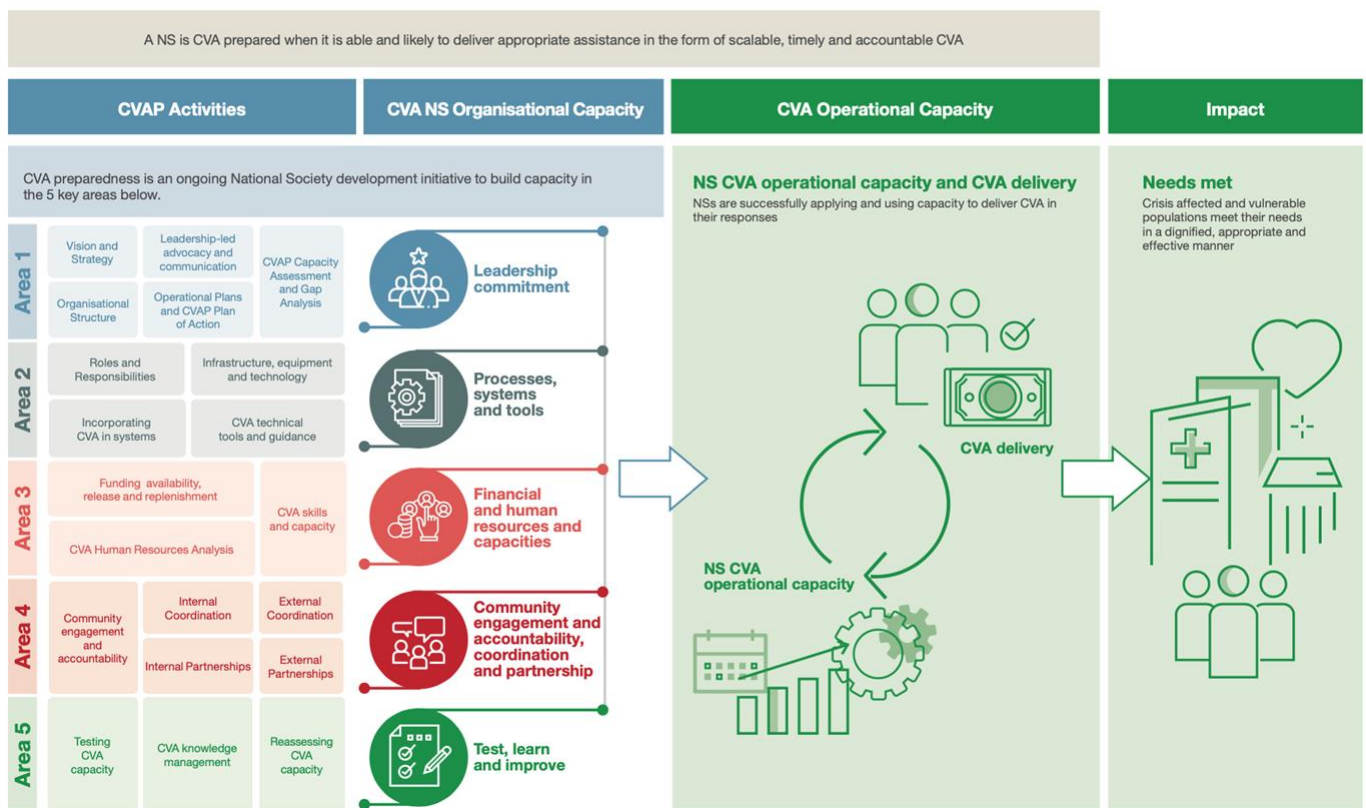 A NS is CVA prepared when it is able and likely to deliver appropriate assistance in the form of scalable, timely and accountable CVA
CVAP Activities
CVA NS Organisational Capacity
CVA Operational Capacity
Impact
CVA preparedness is an ongoing National Society development initiative to build capacity in
the 5 key areas below.
NS CVA operational capacity and CVA delivery
NSs are successfully applying and using capacity to deliver CVA in
their responses
Needs met
Crisis affected and vulnerable
populations meet their needs
in a dignified, appropriate and
effective manner
Area 1
Vision and
Strategy
Leadership-led
advocacy and
communication
CVAP Capacity
Assessment
and Gap
Analysis
Organisational
Structure
Operational Plans
and CVAP Plan
of Action
Leadership
commitment
Area 2
Roles and
Responsibilities
Infrastructure, equipment
and technology
Incorporating
CVA in systems
CVA technical
tools and guidance
Processes,
systems
and tools
Area 3
Funding availability,
release and replenishment
CVA skills
and capacity
CVA Human Resources Analysis
Financial
and human
resources and
capacities
Area 4
Community
engagement
and
accountability
Internal
Coordination
External
Coordination
Internal Partnerships
External
Partnerships
Community
engagement and
accountability,
coordination
and partnership
Area 5
Testing
CVA
capacity
CVA knowledge
management
Reassessing
CVA
capacity
Test, learn
and improve
CVA delivery
NS CVA
operational capacity